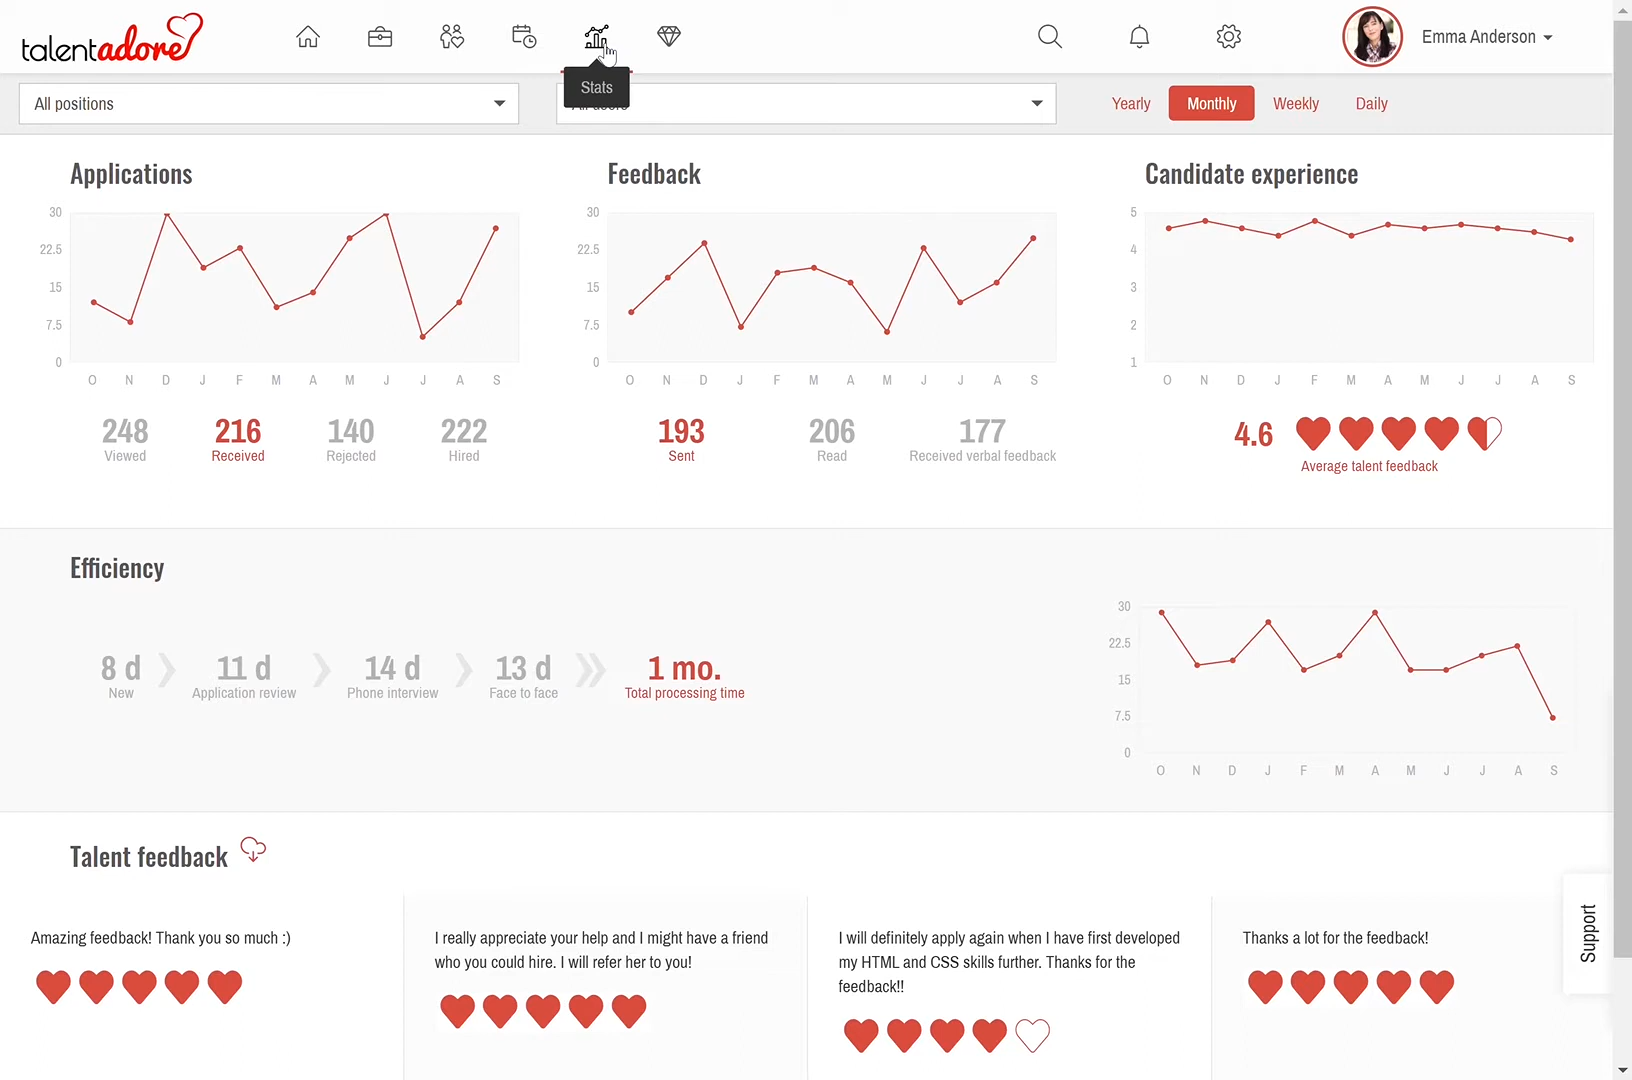 talentadore
Emma Anderson
Stats
All positions
Yearly
Monthly
Weekly
Daily
Applications
30
22.5
15
7.5
0
O N D J F M A M J J A S
248
Viewed
216
Received
140
Rejected
222
Hired
Feedback
30
22.5
15
7.5
0
O N D J F M A M J J A S
193
Sent
206
Read
177
Received verbal feedback
Candidate experience
5
4
3
2
1
O N D J F M A M J J A S
4.6
Average talent feedback
Efficiency
8 d
New
11 d
Application review
14 d
Phone interview
13 d
Face to face
1 mo.
Total processing time
30
22.5
15
7.5
0
O N D J F M A M J J A S
Talent feedback
Amazing feedback! Thank you so much :)
I really appreciate your help and I might have a friend
who you could hire. I will refer her to you!
I will definitely apply again when I have first developed
my HTML and CSS skills further. Thanks for the
feedback!!
Thanks a lot for the feedback!
Support